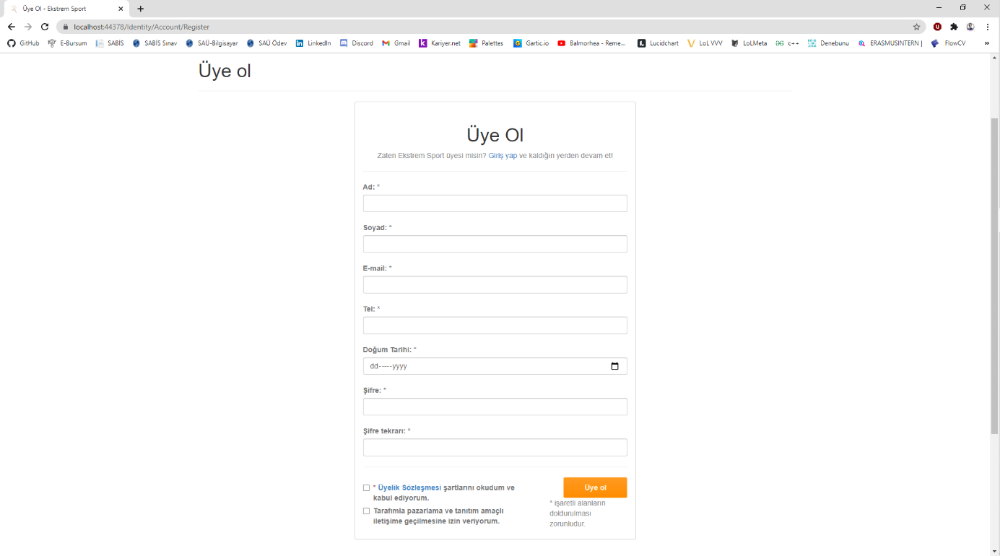 Üye Ol - Ekstrem Sport
localhost:44378/Identity/Account/Register
GitHub E-Bursum SABİS SABİS Sınav SAÜ-Bilgisayar SAÜ Ödev LinkedIn Discord Gmail Kariyer.net Palettes Gartic.io Balmorhea - Reme... Lucidchart LoL VVV LoLMeta c++ Denebunu ERASMUSINTERN | FlowCV »
Üye ol
Üye Ol
Zaten Ekstrem Sport üyesi misin? Giriş yap ve kaldığın yerden devam et!
Ad: *
Soyad: *
E-mail: *
Tel: *
Doğum Tarihi: *
dd-----yyyy
Şifre: *
Şifre tekrarı: *
* Üyelik Sözleşmesi şartlarını okudum ve
kabul ediyorum.
Tarafımla pazarlama ve tanıtım amaçlı
iletişime geçilmesine izin veriyorum.
Üye ol
* işaretli alanların
doldurulması
zorunludur.